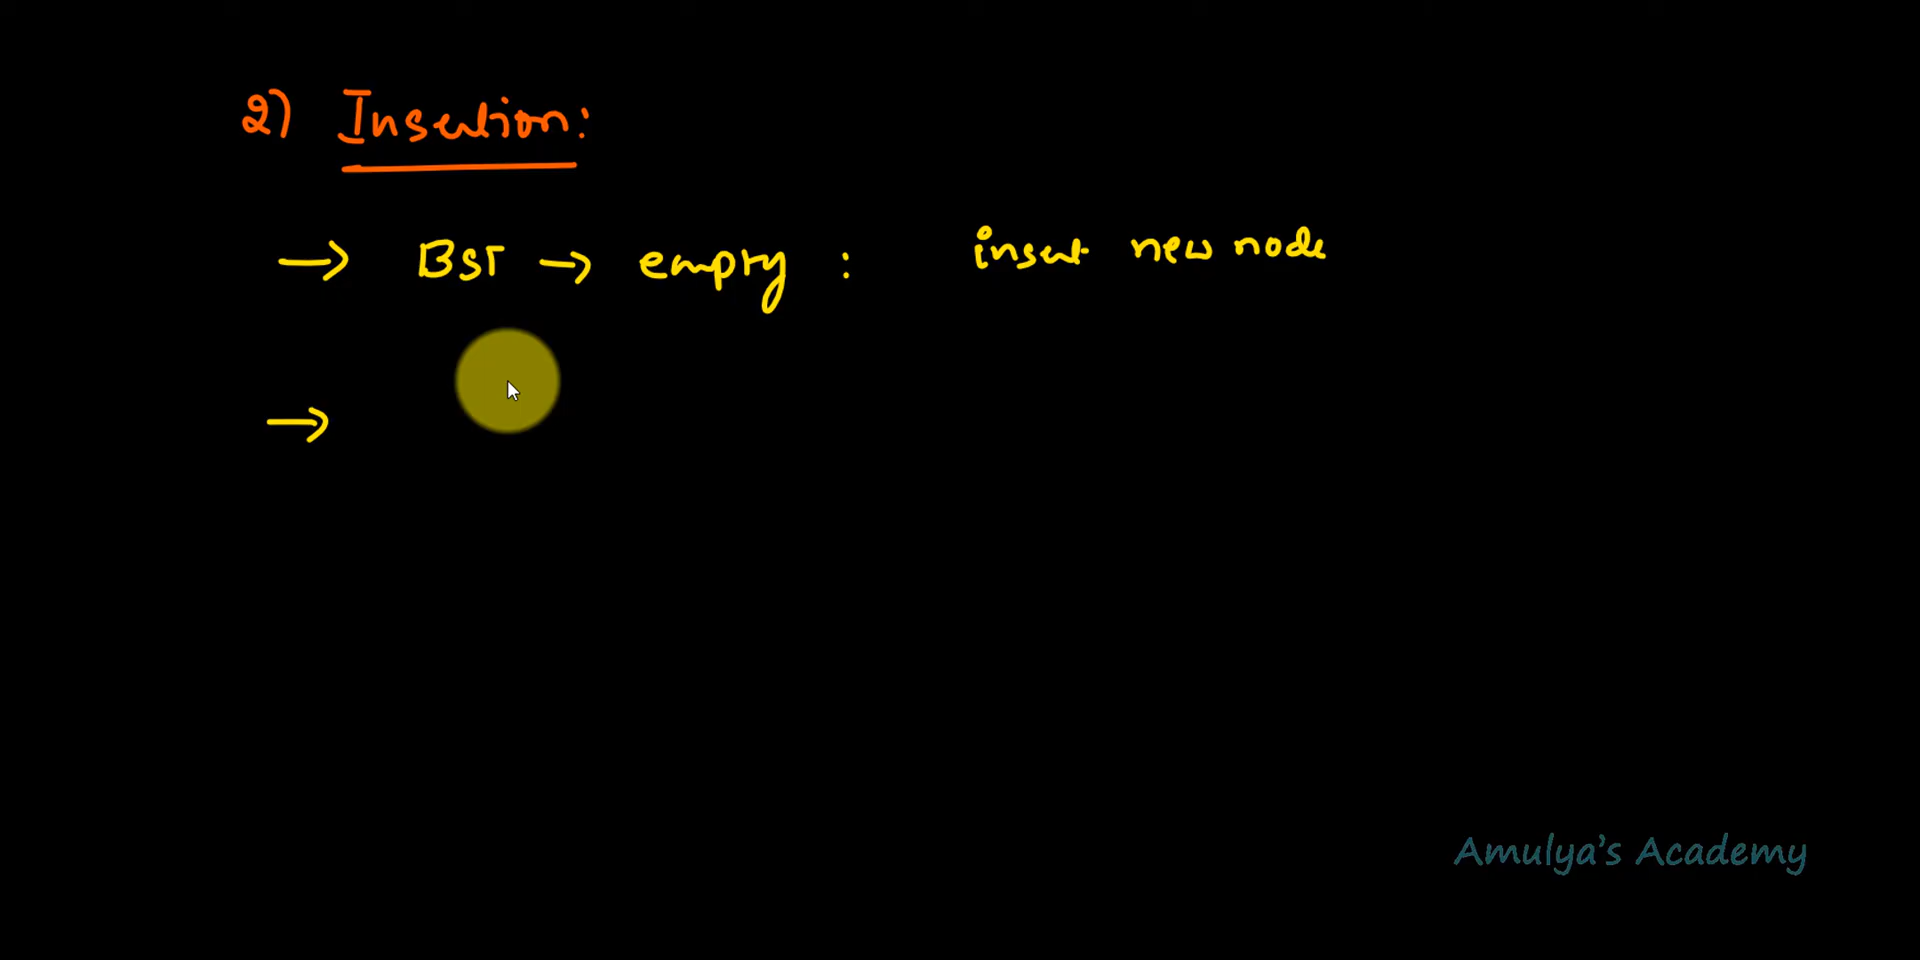 2) Insertion:
→ BST → empty : insert new node
→
Amulya's Academy